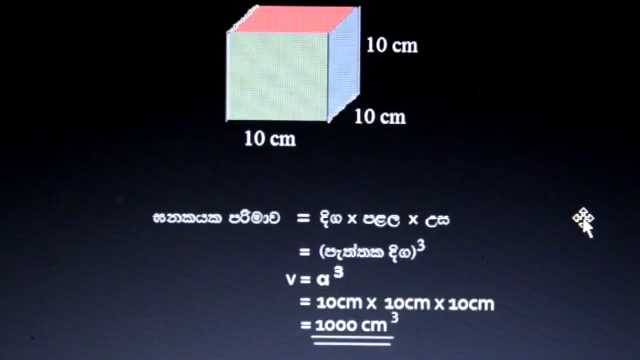 10 cm
10 cm
10 cm
ඝනකයක පරිමාව = දිග x පළල x උස
= (පැත්තක දිග)³
v = a³
= 10cm x 10cm x 10cm
= 1000 cm³